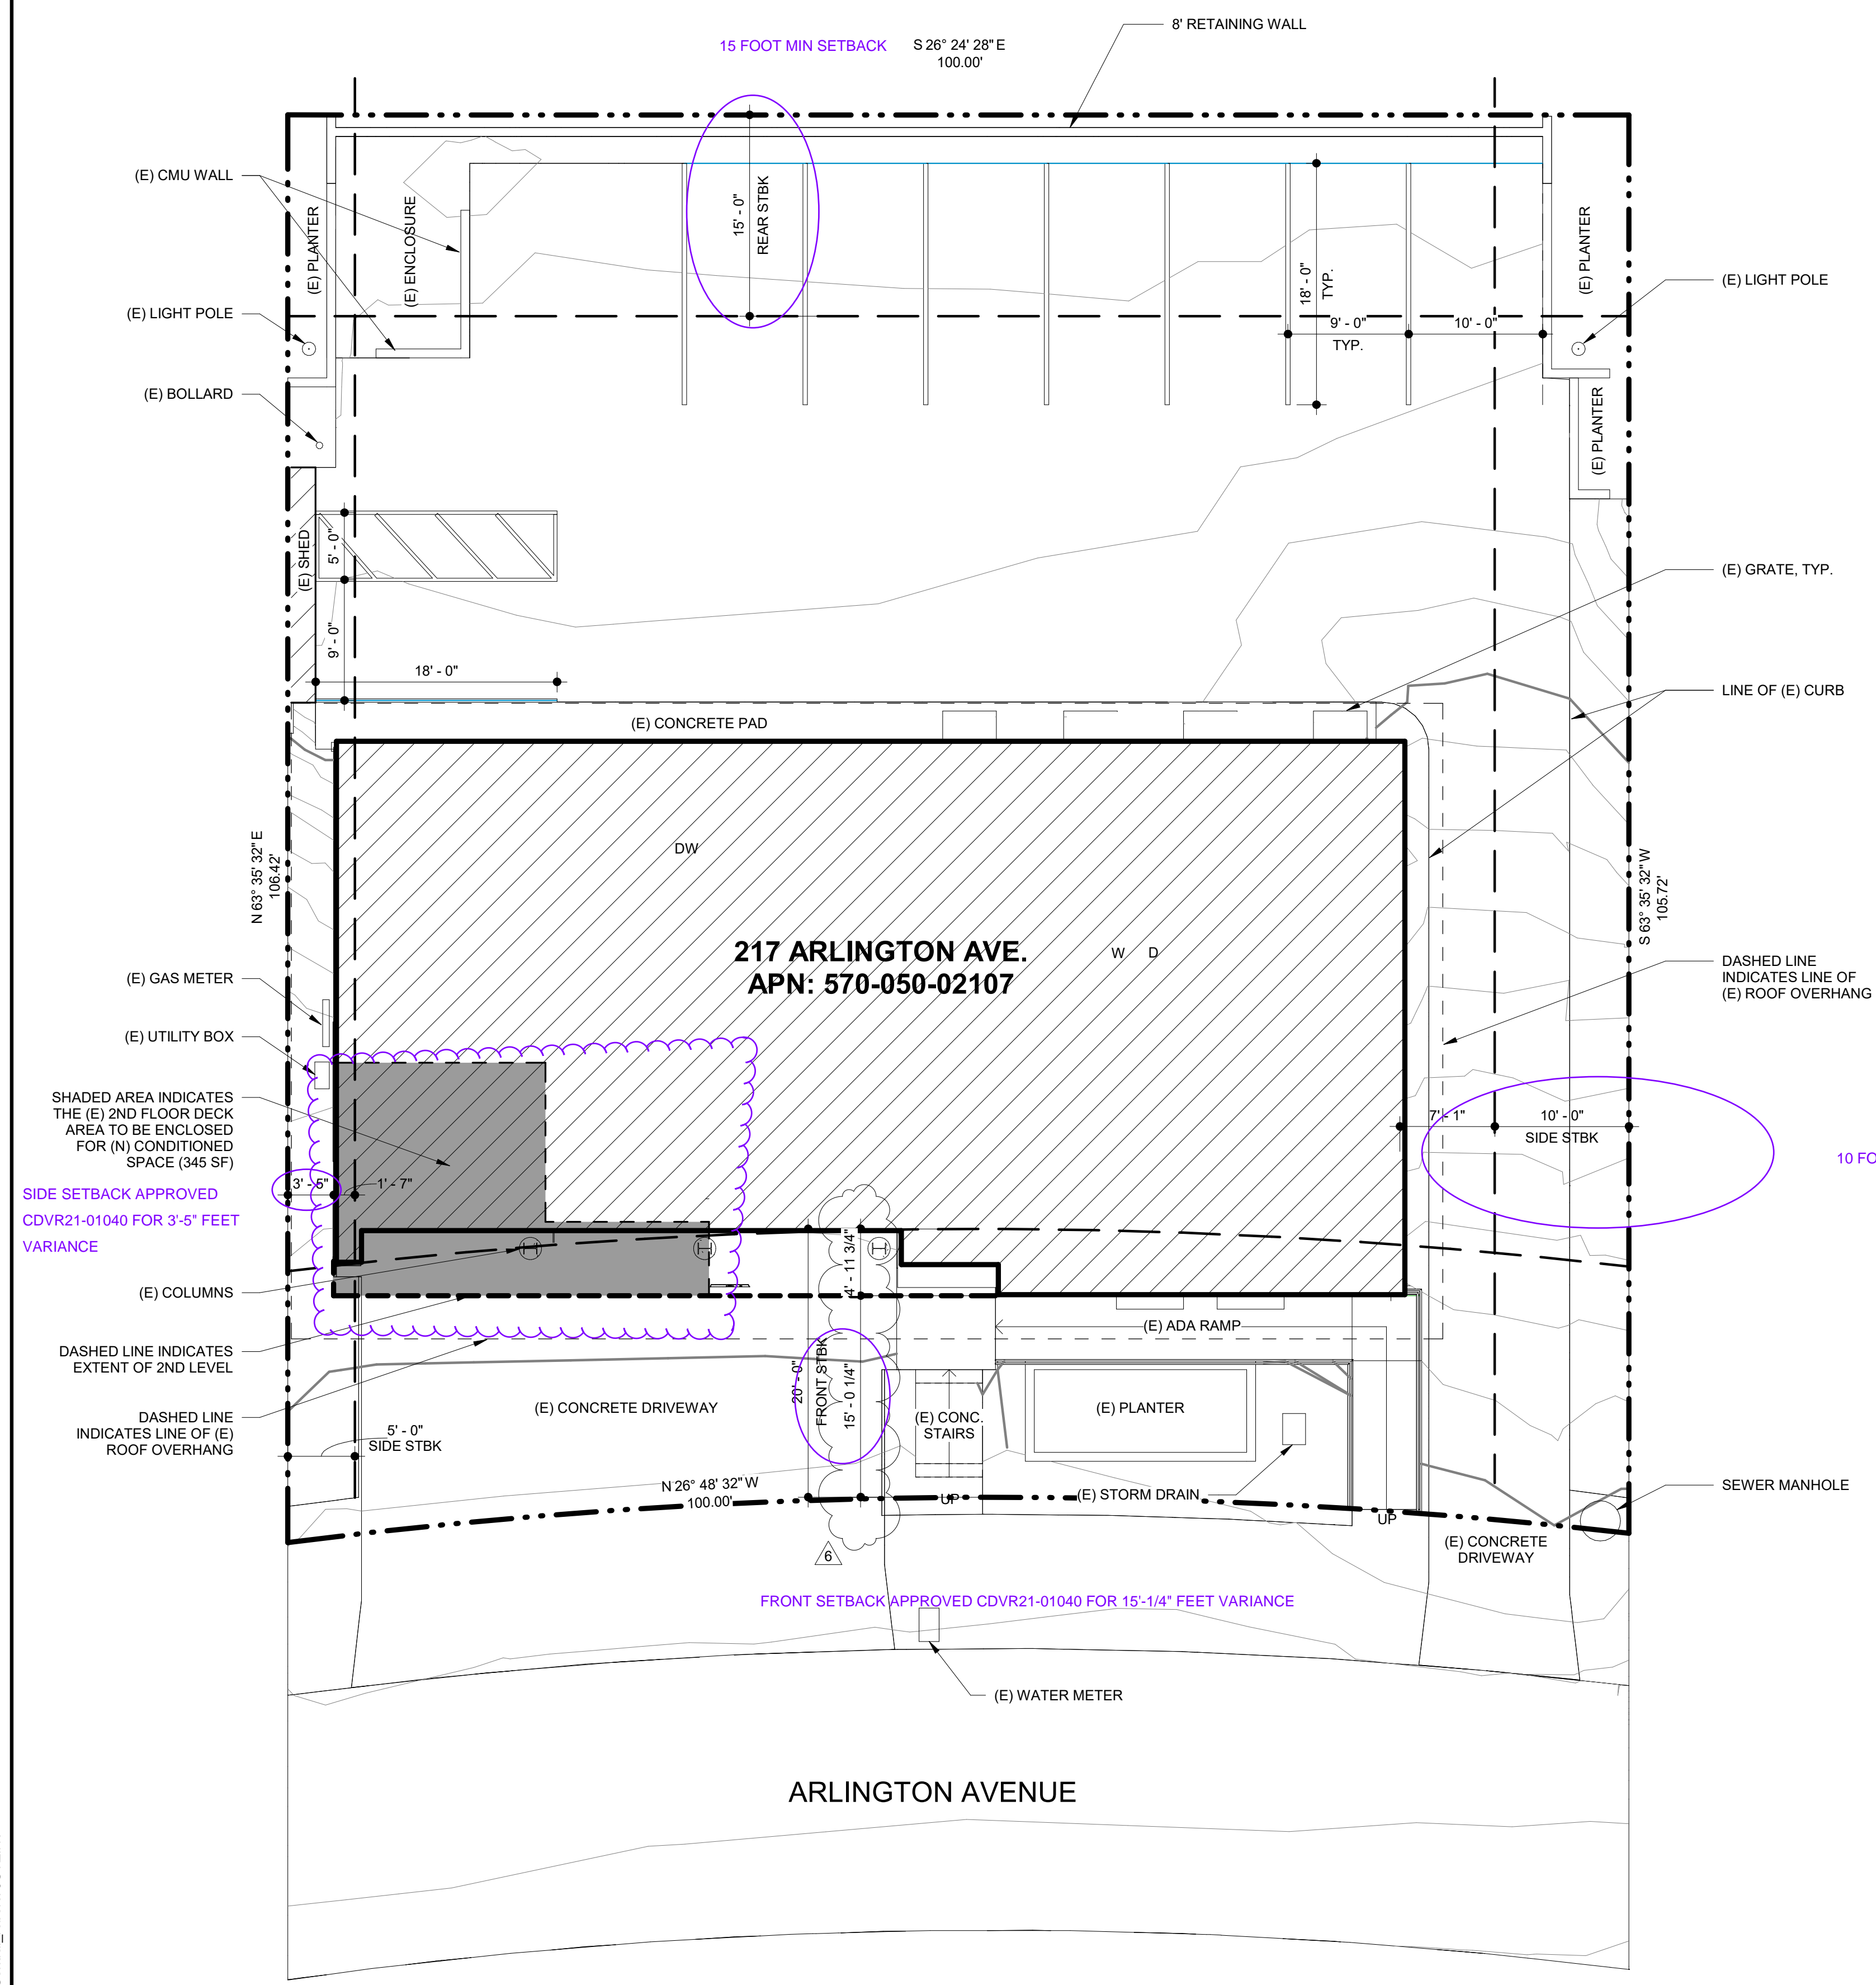 8' RETAINING WALL
15 FOOT MIN SETBACK
S 26° 24' 28" E
100.00'
(E) CMU WALL
(E) PLANTER
(E) ENCLOSURE
15' - 0"
REAR STBK
18' - 0"
TYP.
(E) PLANTER
(E) LIGHT POLE
(E) LIGHT POLE
9' - 0"
TYP.
10' - 0"
(E) BOLLARD
(E) PLANTER
(E) SHED
5' - 0"
9' - 0"
18' - 0"
(E) GRATE, TYP.
LINE OF (E) CURB
(E) CONCRETE PAD
DW
N 63° 35' 32" E
106.42'
S 63° 35' 32" W
105.72'
217 ARLINGTON AVE.
APN: 570-050-02107
W D
(E) GAS METER
DASHED LINE
INDICATES LINE OF
(E) ROOF OVERHANG
(E) UTILITY BOX
SHADED AREA INDICATES
THE (E) 2ND FLOOR DECK
AREA TO BE ENCLOSED
FOR (N) CONDITIONED
SPACE (345 SF)
7' - 1"
10' - 0"
SIDE STBK
10 FO
3' - 5"
1' - 7"
SIDE SETBACK APPROVED
CDVR21-01040 FOR 3'-5" FEET
VARIANCE
(E) COLUMNS
4' - 11 3/4"
DASHED LINE INDICATES
EXTENT OF 2ND LEVEL
(E) ADA RAMP
20' - 0"
FRONT STBK
15' - 0 1/4"
DASHED LINE
INDICATES LINE OF (E)
ROOF OVERHANG
(E) CONCRETE DRIVEWAY
(E) CONC.
STAIRS
(E) PLANTER
5' - 0"
SIDE STBK
N 26° 48' 32" W
100.00'
UP
(E) STORM DRAIN
UP
SEWER MANHOLE
(E) CONCRETE
DRIVEWAY
6
FRONT SETBACK APPROVED CDVR21-01040 FOR 15'-1/4" FEET VARIANCE
(E) WATER METER
ARLINGTON AVENUE